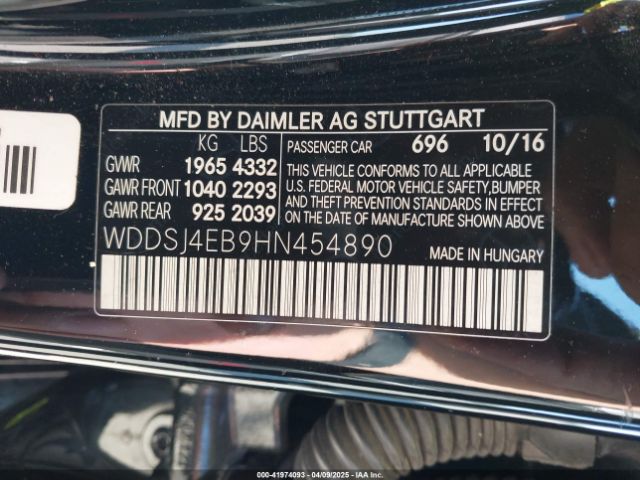 MFD BY DAIMLER AG STUTTGART
KG LBS
GVWR 1965 4332
GAWR FRONT 1040 2293
GAWR REAR 925 2039
PASSENGER CAR 696 10/16
THIS VEHICLE CONFORMS TO ALL APPLICABLE
U.S. FEDERAL MOTOR VEHICLE SAFETY,BUMPER
AND THEFT PREVENTION STANDARDS IN EFFECT
ON THE DATE OF MANUFACTURE SHOWN ABOVE.
WDDSJ4EB9HN454890 MADE IN HUNGARY
000-41974093 - 04/09/2025 - IAA Inc.